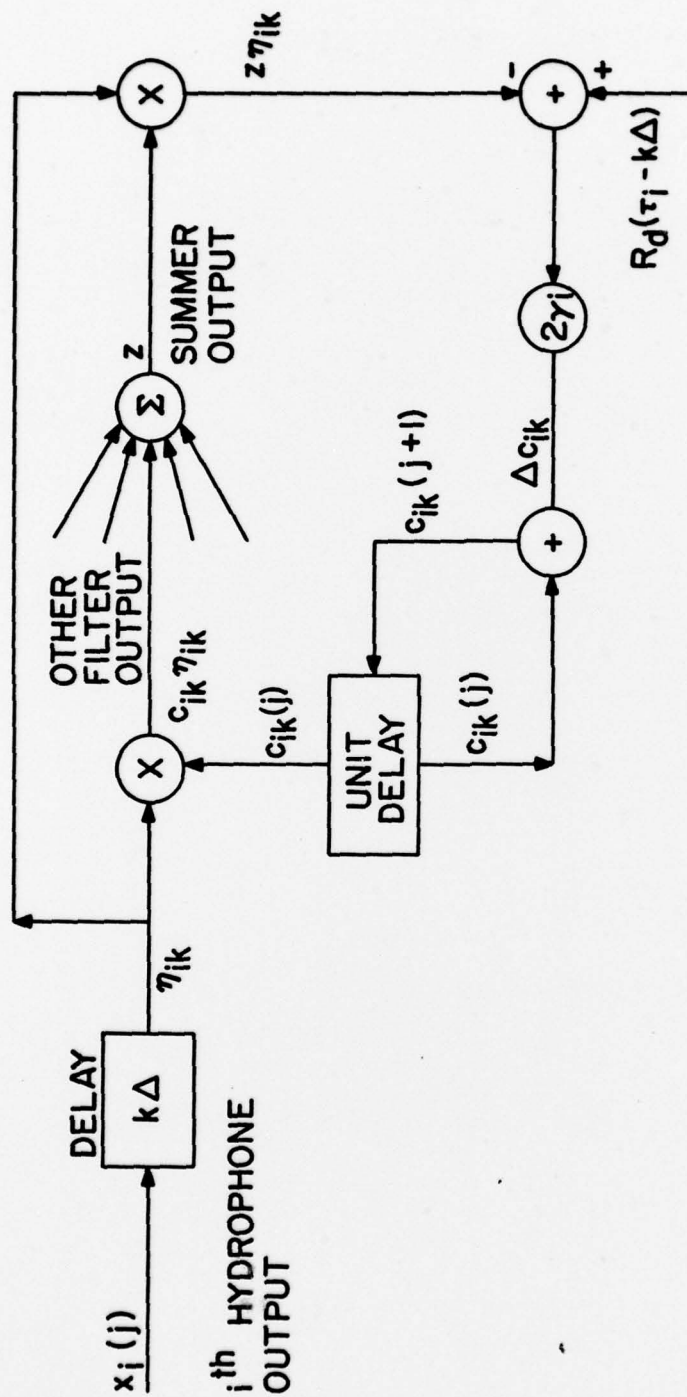 x_i(j)
i^th HYDROPHONE
OUTPUT
DELAY
kΔ
η_ik
X
c_ik η_ik
OTHER
FILTER
OUTPUT
Σ
z
SUMMER
OUTPUT
X
zη_ik
c_ik(j)
UNIT
DELAY
c_ik(j)
c_ik(j+1)
+
Δc_ik
2γ_i
-
+
+
R_d(τ_i-kΔ)